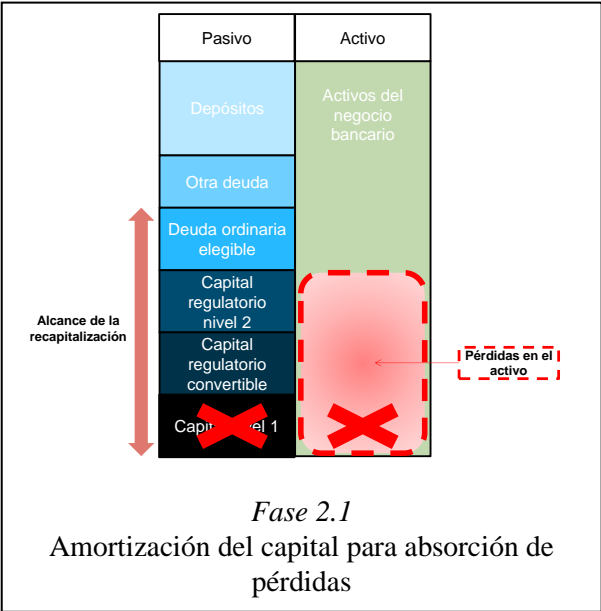 Pasivo
Activo
Depósitos
Activos del
negocio
bancario
Otra deuda
Deuda ordinaria
elegible
Capital
regulatorio
nivel 2
Alcance de la
recapitalización
Capital
regulatorio
convertible
Pérdidas en el
activo
1
Fase 2.1
Amortización del capital para absorción de
pérdidas